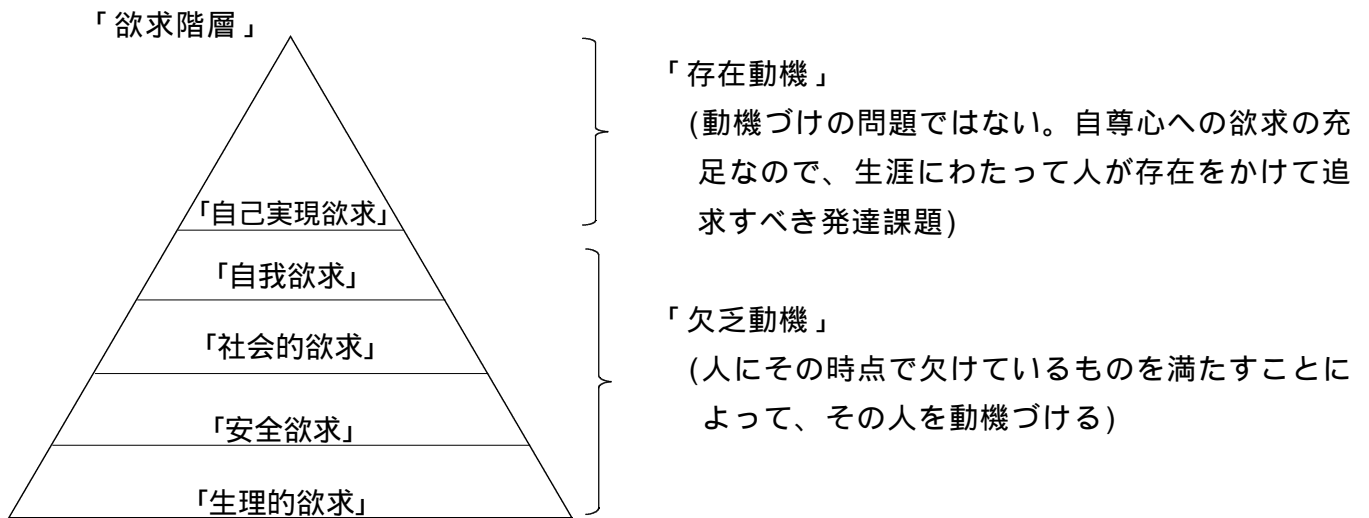 「欲求階層」
「自己実現欲求」
「自我欲求」
「社会的欲求」
「安全欲求」
「生理的欲求」
「存在動機」
(動機づけの問題ではない。自尊心への欲求の充
足なので、生涯にわたって人が存在をかけて追
求すべき発達課題)
「欠乏動機」
(人にその時点で欠けているものを満たすことに
よって、その人を動機づける)